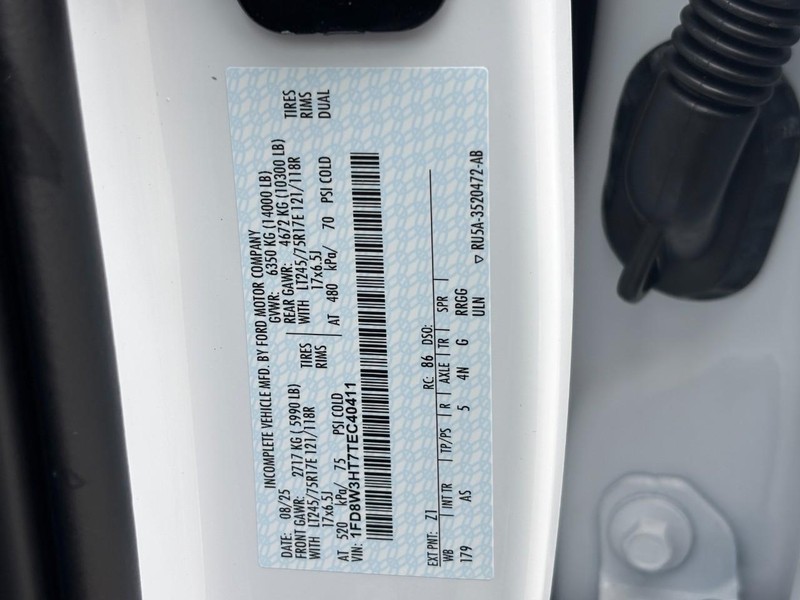 INCOMPLETE VEHICLE MFD. BY FORD MOTOR COMPANY
DATE: 08/25 GVWR: 6350 KG (14000 LB)
FRONT GAWR: 2717 KG (5990 LB) REAR GAWR: 4672 KG (10300 LB)
WITH LT245/75R17E 121/118R TIRES WITH LT245/75R17E 121/118R TIRES
17x6.5J RIMS 17x6.5J RIMS
AT 520 kPa/ 75 PSI COLD AT 480 kPa/ 70 PSI COLD DUAL
VIN: 1FD8W3HT7TEC40411
EXT PNT: Z1 RC: 86 DSO:
WB INT TR TP/PS R AXLE TR SPR
179 AS 5 4N G RRGG
ULN
▽ RU5A-3520472-AB